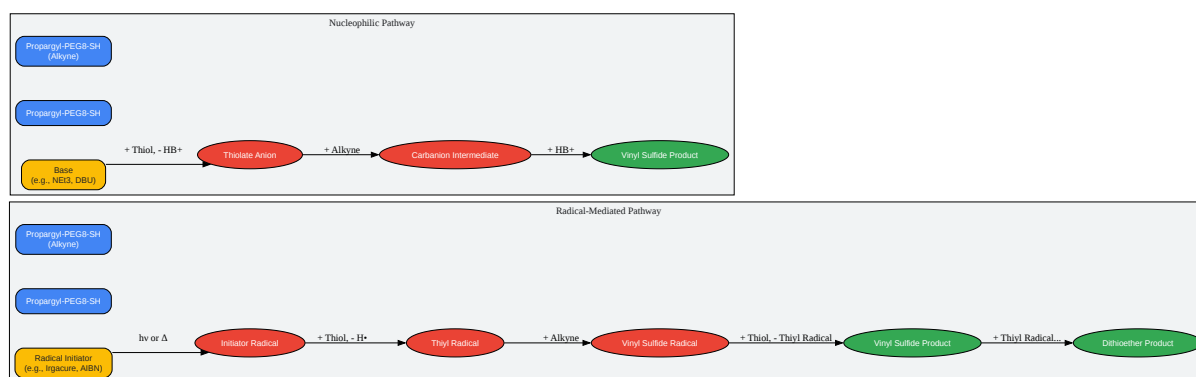 Nucleophilic Pathway
Propargyl-PEG8-SH
(Alkyne)
Propargyl-PEG8-SH
Base
(e.g., NEt3, DBU)
+ Thiol, - HB+
Thiolate Anion
+ Alkyne
Carbanion Intermediate
+ HB+
Vinyl Sulfide Product
Radical-Mediated Pathway
Propargyl-PEG8-SH
(Alkyne)
Propargyl-PEG8-SH
Radical Initiator
(e.g., Irgacure, AIBN)
hν or Δ
Initiator Radical
+ Thiol, - H•
Thiyl Radical
+ Alkyne
Vinyl Sulfide Radical
+ Thiol, - Thiyl Radical
Vinyl Sulfide Product
+ Thiyl Radical...
Dithioether Product